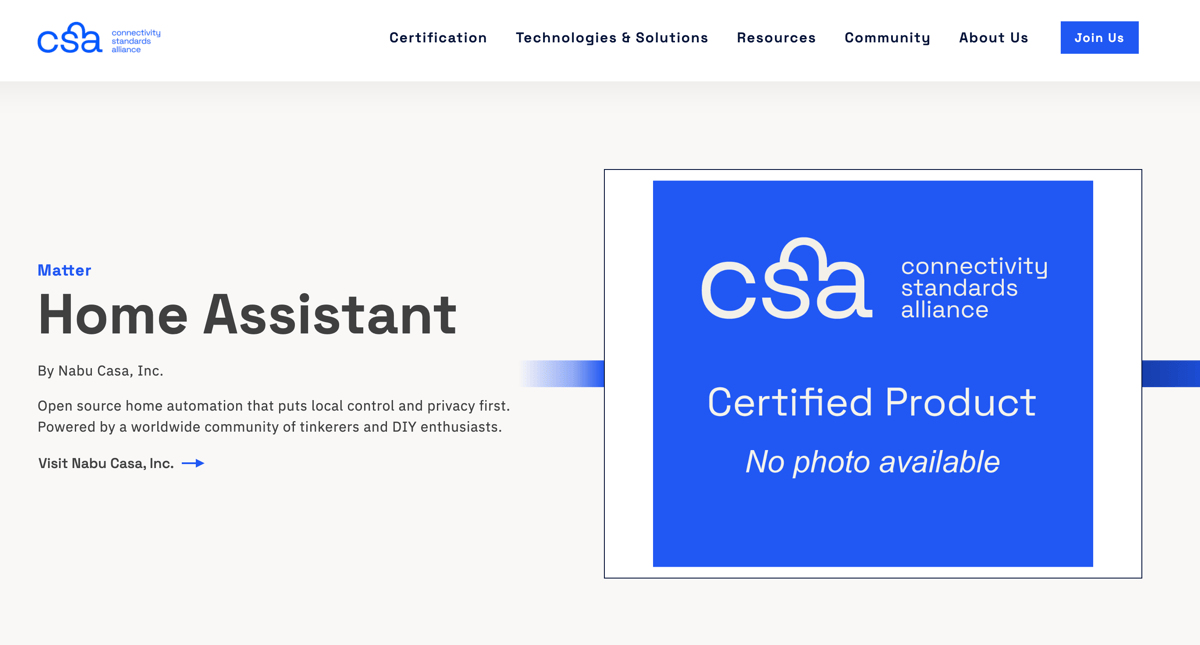 csa connectivity
standards
alliance
Certification Technologies & Solutions Resources Community About Us Join Us
Matter
Home Assistant
By Nabu Casa, Inc.
Open source home automation that puts local control and privacy first.
Powered by a worldwide community of tinkerers and DIY enthusiasts.
Visit Nabu Casa, Inc.
csa connectivity
standards
alliance
Certified Product
No photo available